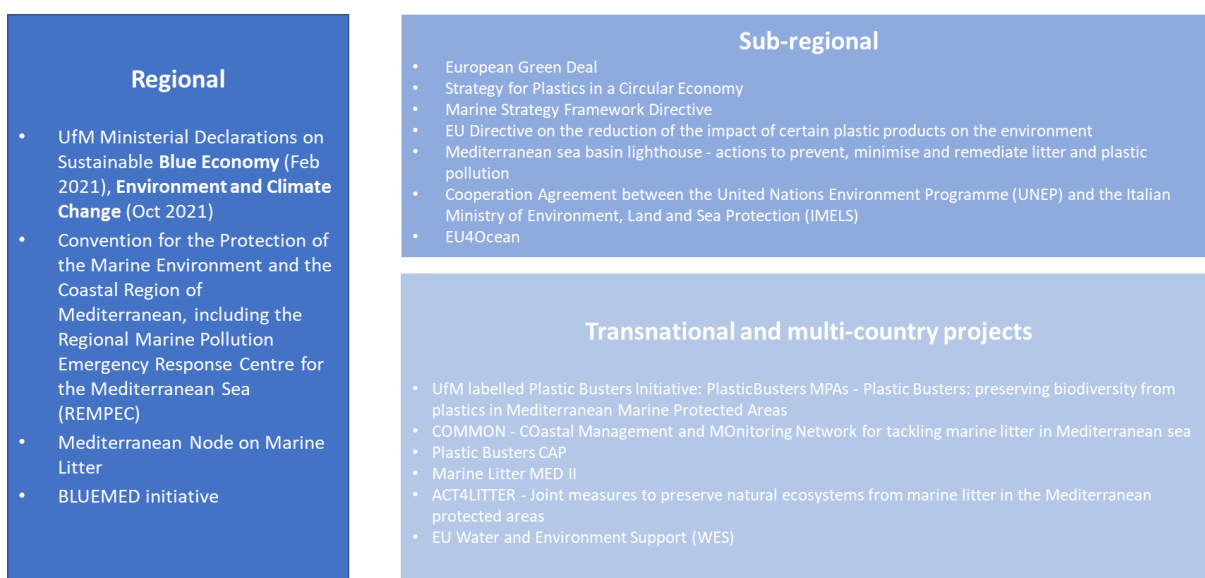 Regional
• UfM Ministerial Declarations on
Sustainable Blue Economy (Feb
2021), Environment and Climate
Change (Oct 2021)
• Convention for the Protection of
the Marine Environment and the
Coastal Region of
Mediterranean, including the
Regional Marine Pollution
Emergency Response Centre for
the Mediterranean Sea
(REMPEC)
• Mediterranean Node on Marine
Litter
• BLUEMED initiative
Sub-regional
• European Green Deal
• Strategy for Plastics in a Circular Economy
• Marine Strategy Framework Directive
• EU Directive on the reduction of the impact of certain plastic products on the environment
• Mediterranean sea basin lighthouse - actions to prevent, minimise and remediate litter and plastic
pollution
• Cooperation Agreement between the United Nations Environment Programme (UNEP) and the Italian
Ministry of Environment, Land and Sea Protection (IMELS)
• EU4Ocean
Transnational and multi-country projects
• UfM labelled Plastic Busters Initiative: PlasticBusters MPAs - Plastic Busters: preserving biodiversity from
plastics in Mediterranean Marine Protected Areas
• COMMON - COastal Management and MOnitoring Network for tackling marine litter in Mediterranean sea
• Plastic Busters CAP
• Marine Litter MED II
• ACT4LITTER - Joint measures to preserve natural ecosystems from marine litter in the Mediterranean
protected areas
• EU Water and Environment Support (WES)